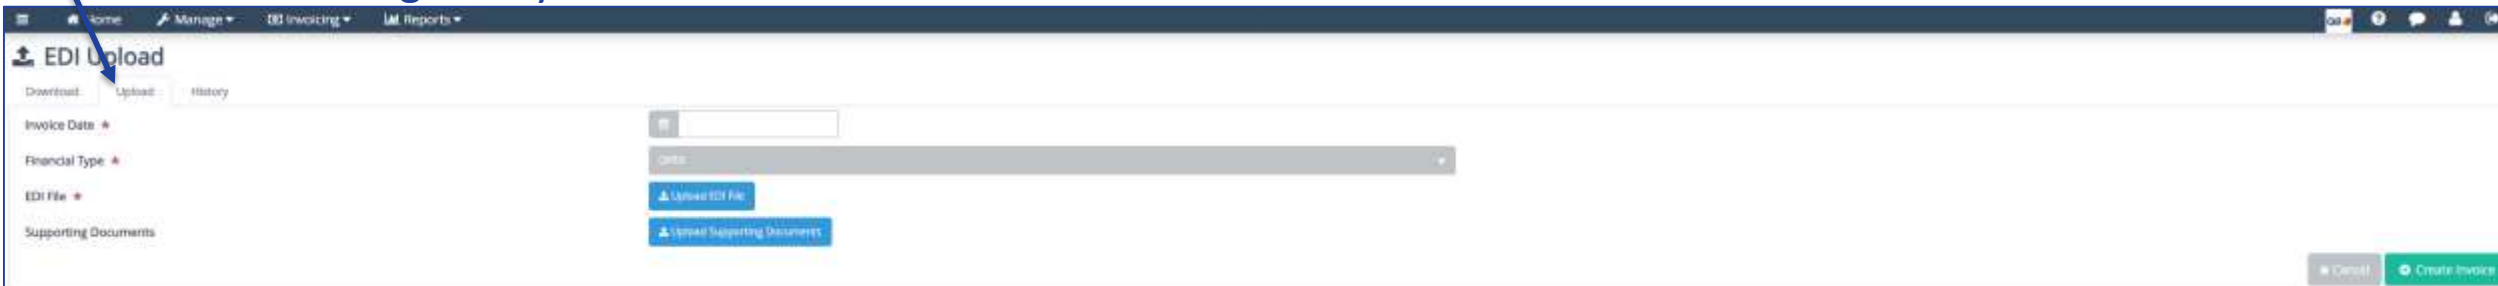 Home Manage Invoicing Reports
EDI Upload
Download Upload History
Invoice Date *
Financial Type *
EDI File *
Upload EDI File
Supporting Documents
Upload Supporting Documents
Cancel Create Invoice